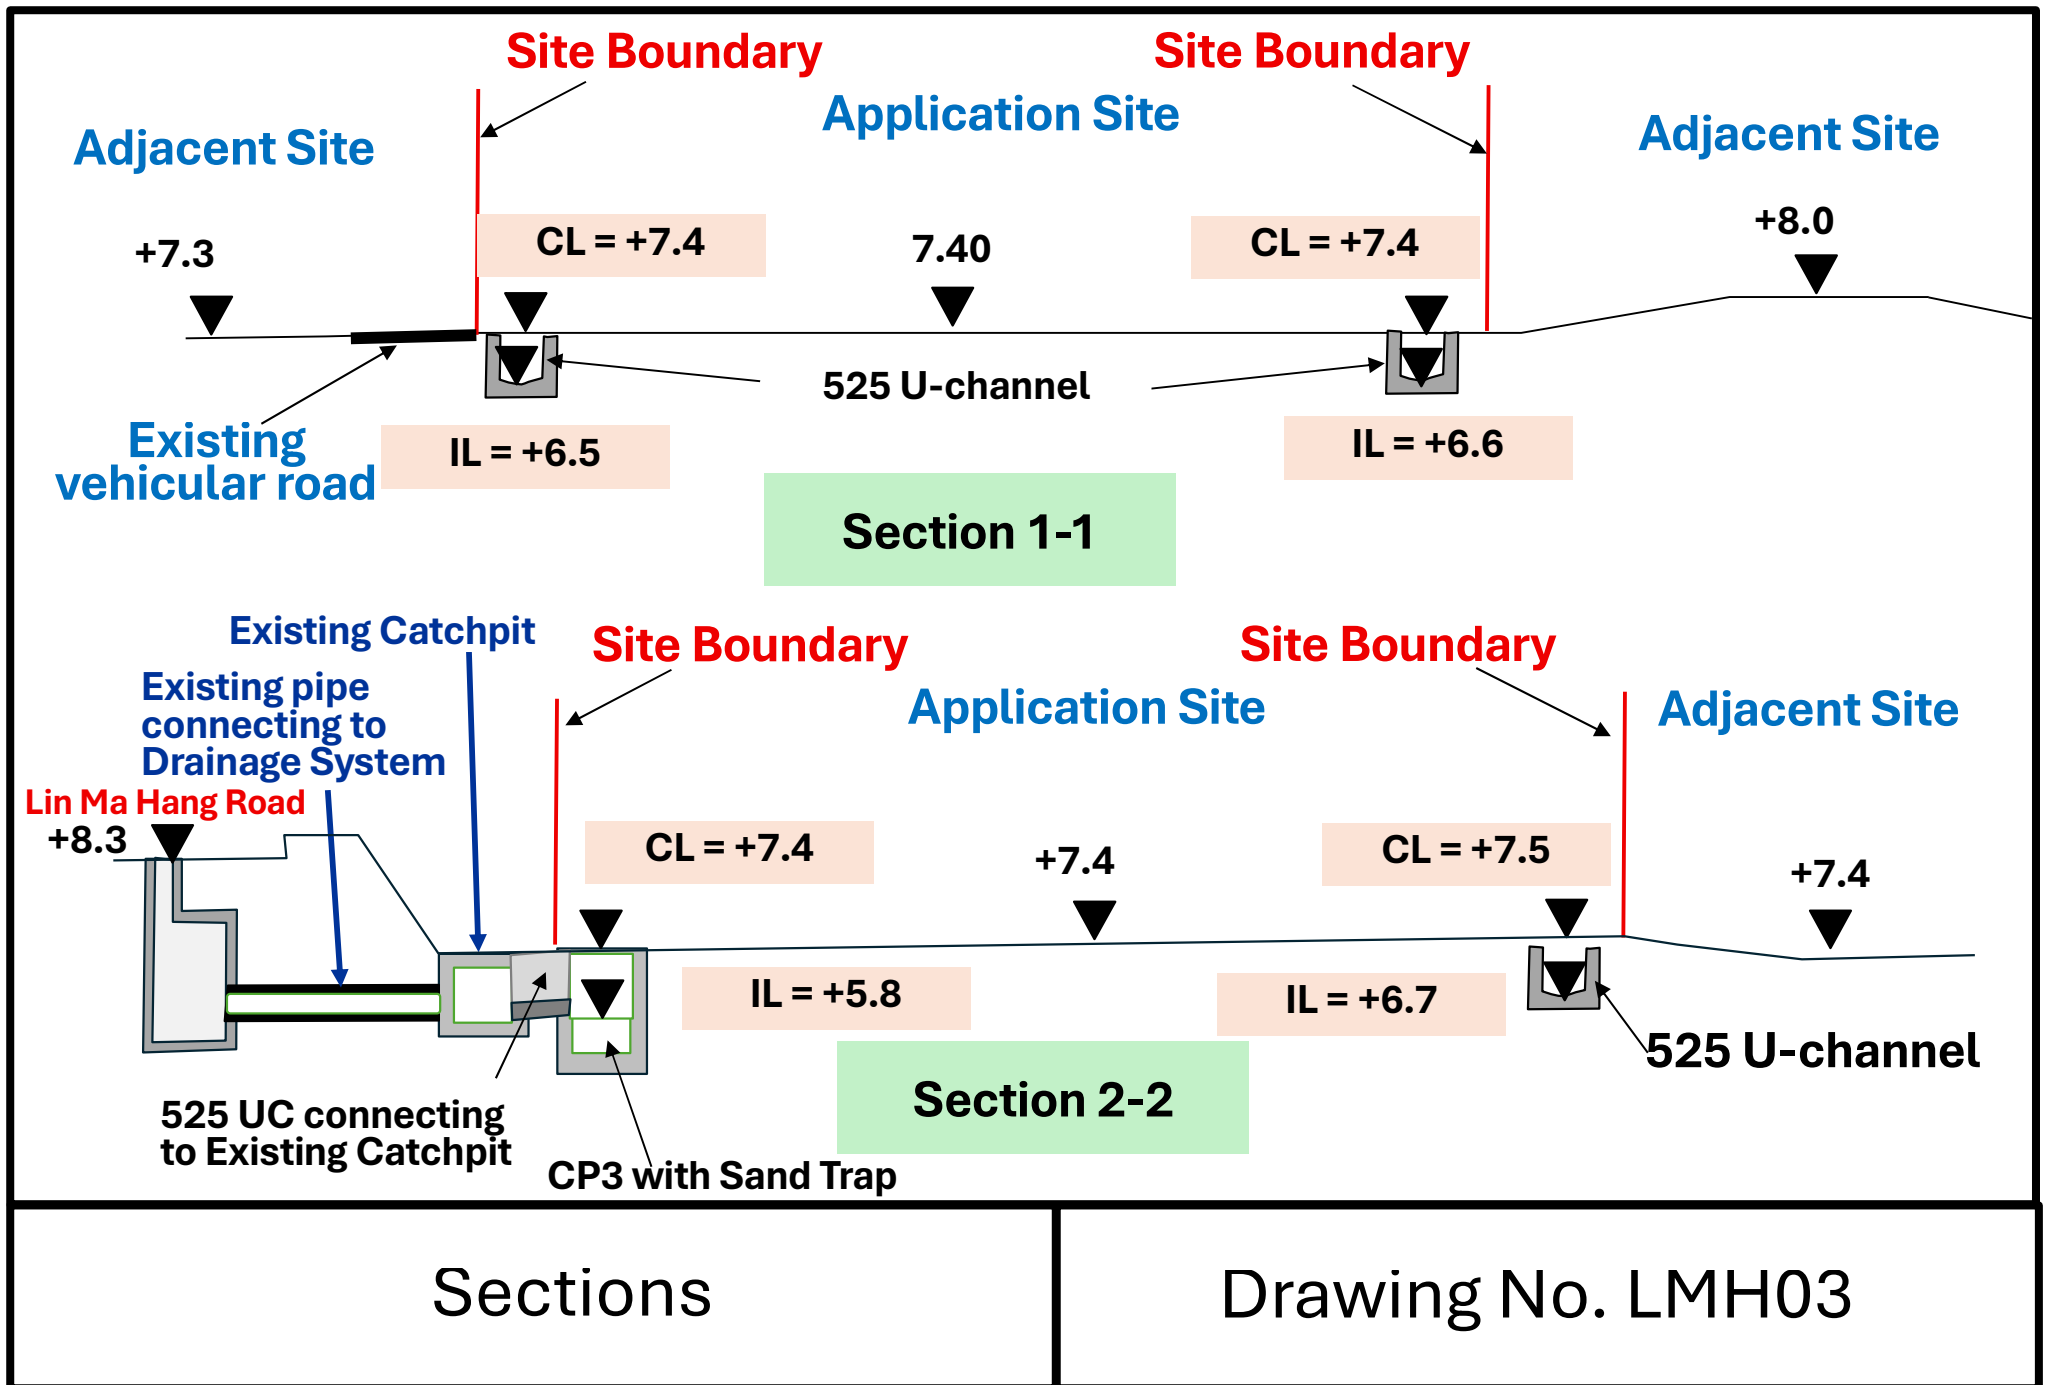 Site Boundary
Site Boundary
Application Site
Adjacent Site
Adjacent Site
+7.3
CL = +7.4
7.40
CL = +7.4
+8.0
525 U-channel
Existing
vehicular road
IL = +6.5
IL = +6.6
Section 1-1
Existing Catchpit
Site Boundary
Site Boundary
Existing pipe
connecting to
Drainage System
Application Site
Adjacent Site
Lin Ma Hang Road
+8.3
CL = +7.4
+7.4
CL = +7.5
+7.4
IL = +5.8
IL = +6.7
525 U-channel
Section 2-2
525 UC connecting
to Existing Catchpit
CP3 with Sand Trap
Sections
Drawing No. LMH03